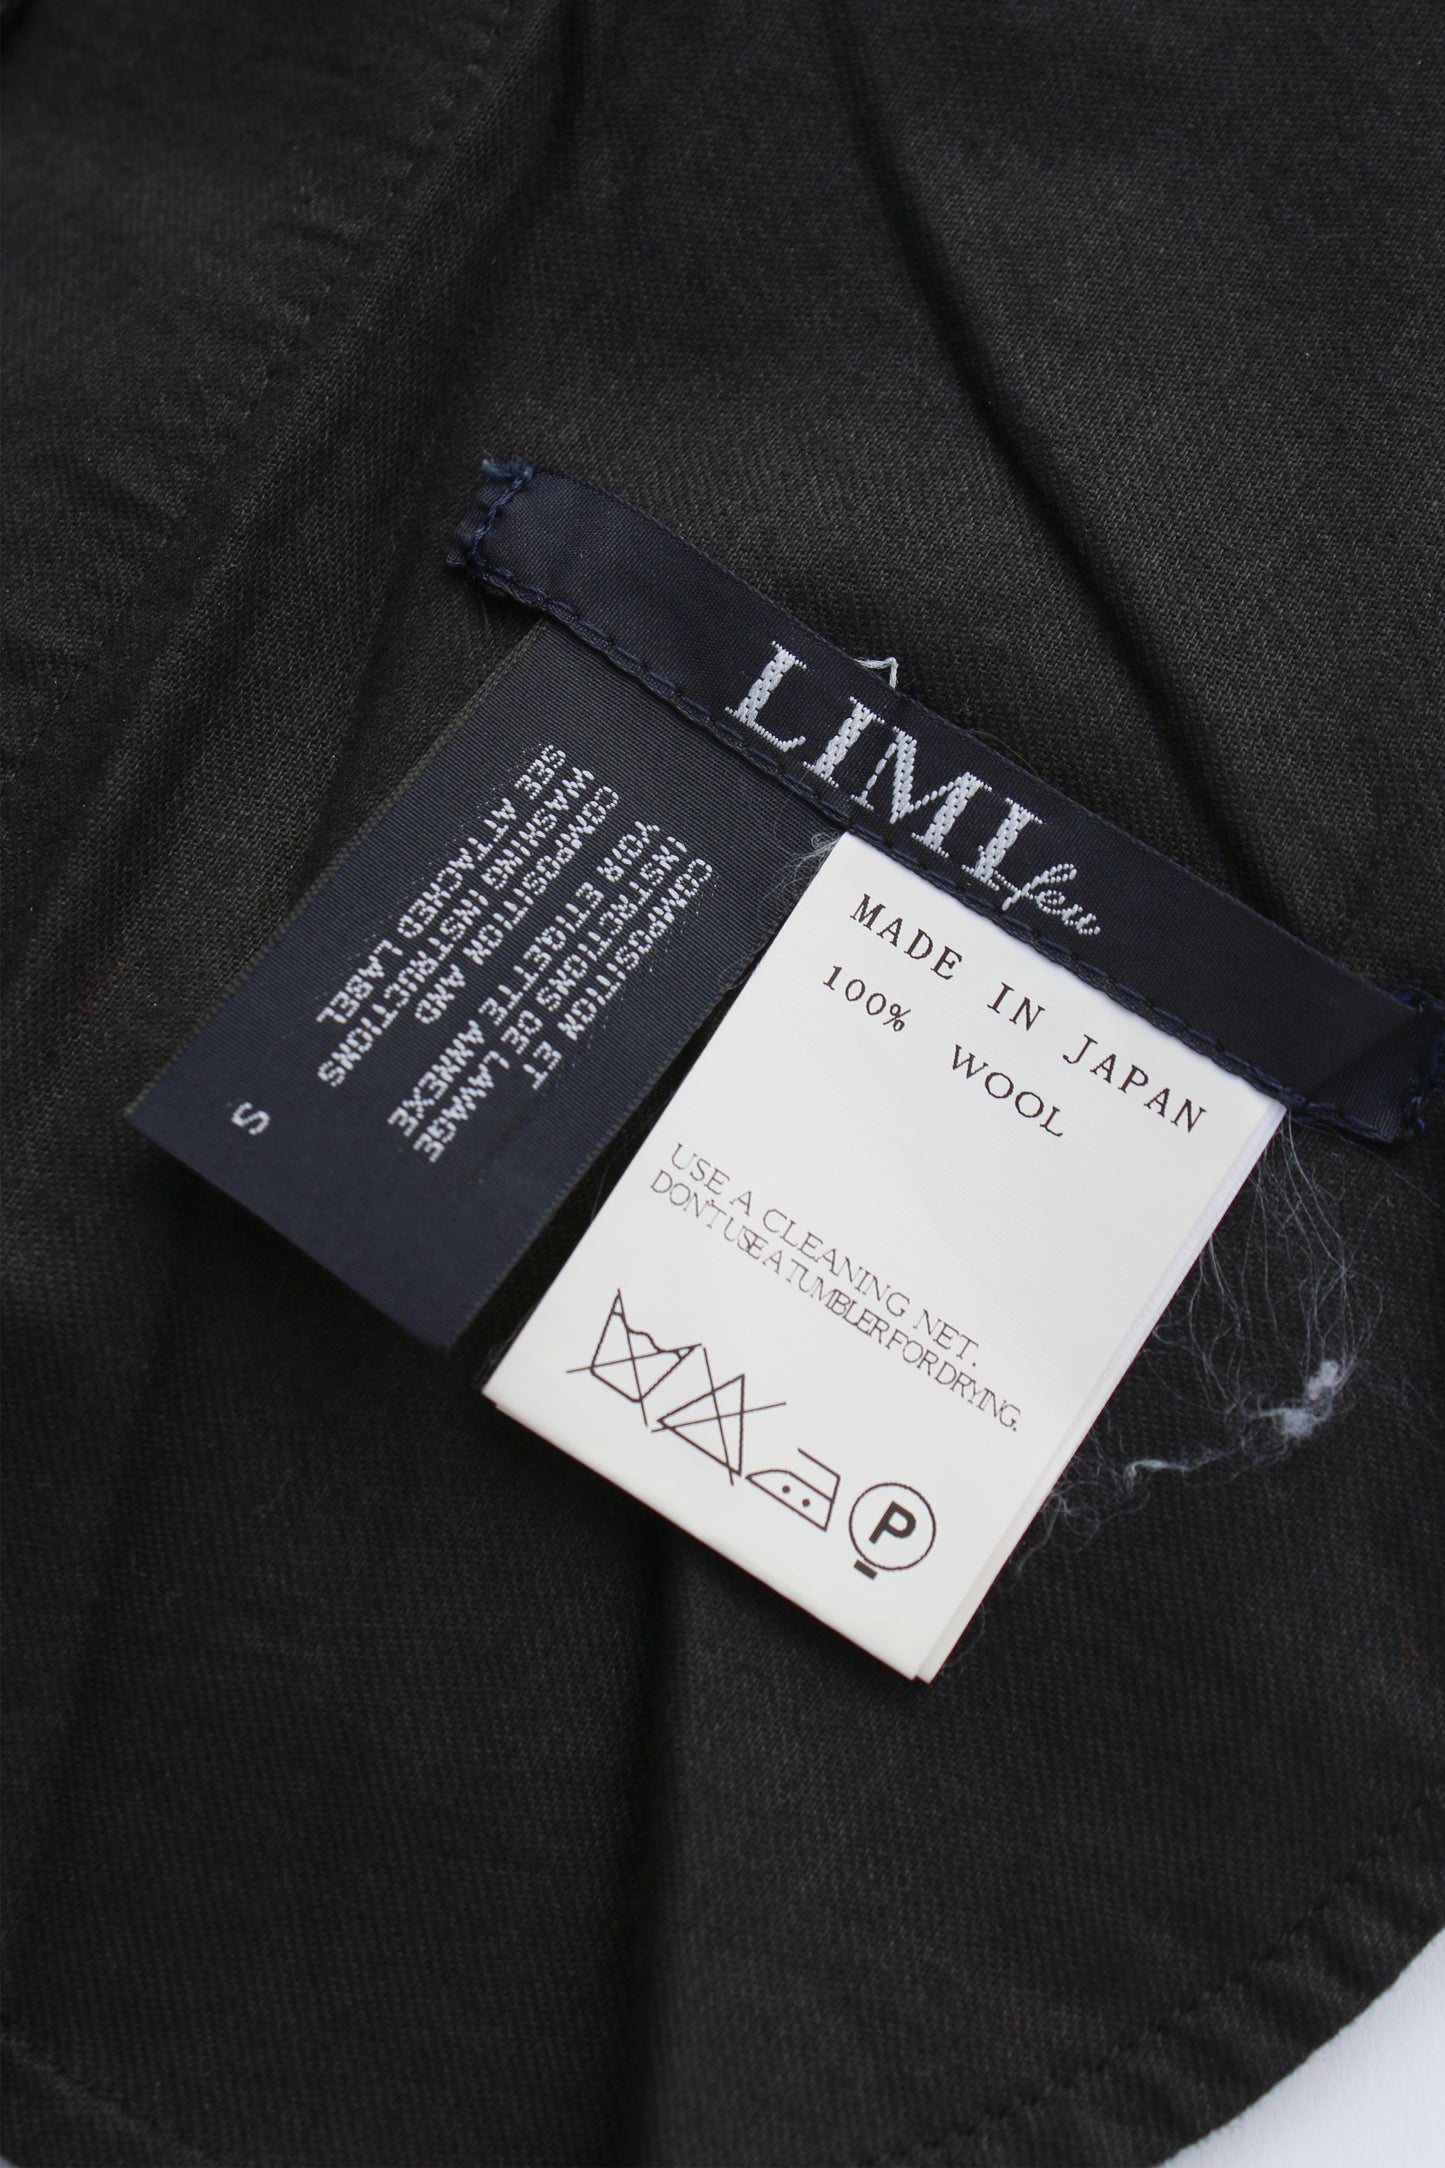 LIMI feu
COMPOSITION ET
INSTRUCTIONS DE LAVAGE
VOIR ETIQUETTE ANNEXE
COMPOSITION AND
WASHING INSTRUCTIONS
SEE ATTACHED LABEL
S
MADE IN JAPAN
100% WOOL
USE A CLEANING NET.
DON'T USE A TUMBLER FOR DRYING.
P